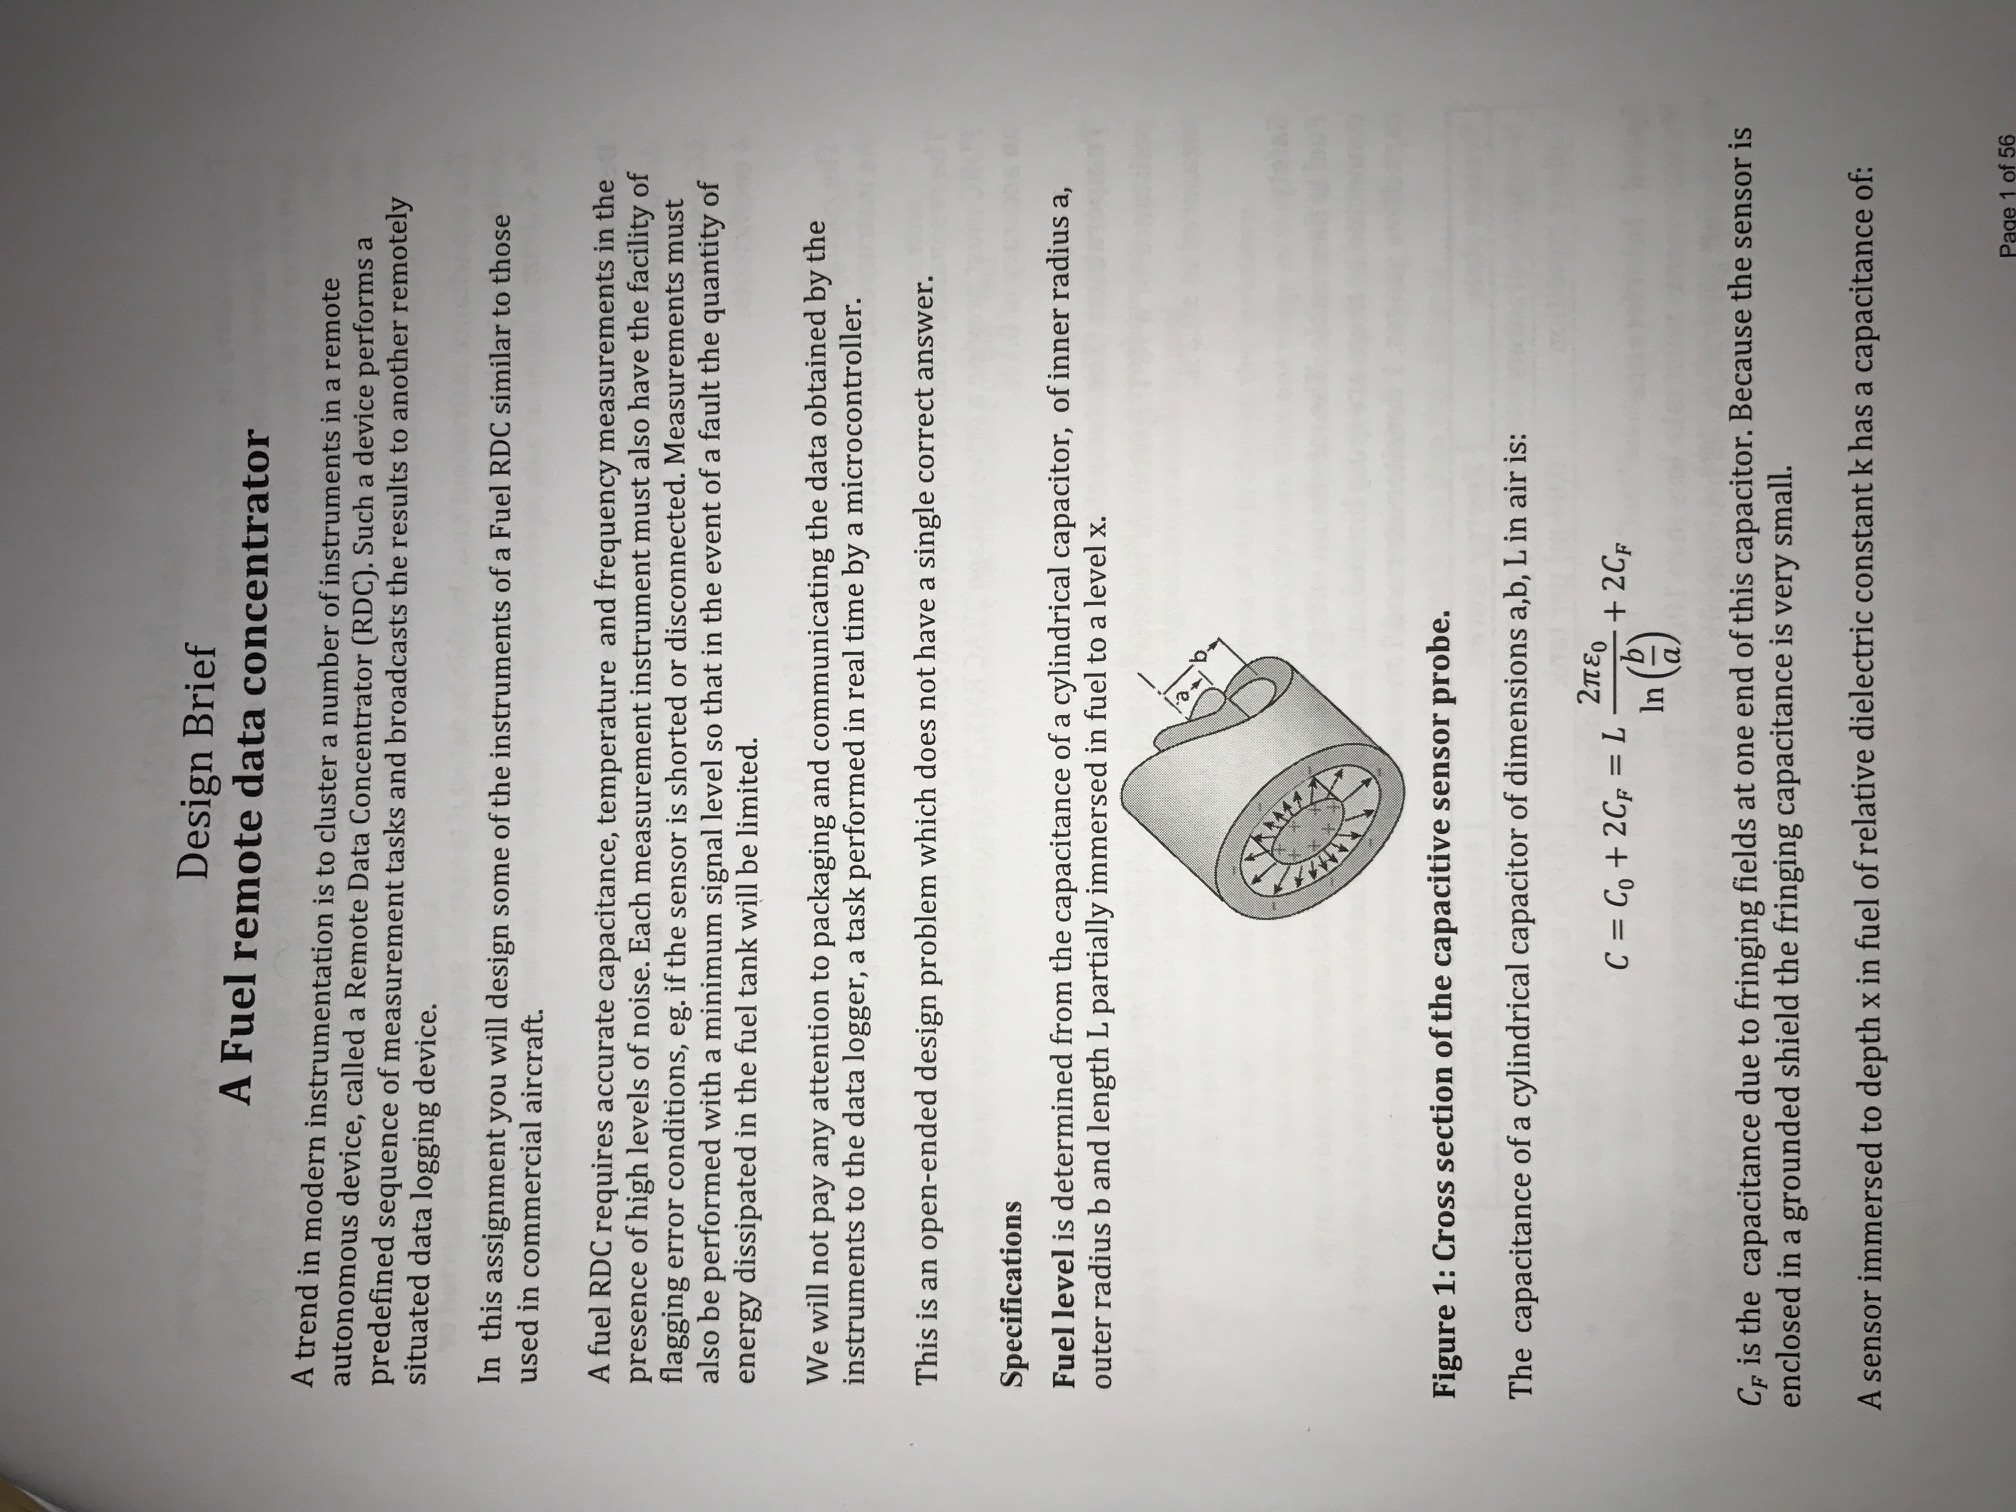 Design Brief
A Fuel remote data concentrator
A trend in modern instrumentation is to cluster a number of instruments in a remote
autonomous device, called a Remote Data Concentrator (RDC). Such a device performs a
predefined sequence of measurement tasks and broadcasts the results to another remotely
situated data logging device.
In this assignment you will design some of the instruments of a Fuel RDC similar to those
used in commercial aircraft.
A fuel RDC requires accurate capacitance, temperature and frequency measurements in the
presence of high levels of noise. Each measurement instrument must also have the facility of
flagging error conditions, eg. if the sensor is shorted or disconnected. Measurements must
also be performed with a minimum signal level so that in the event of a fault the quantity of
energy dissipated in the fuel tank will be limited.
We will not pay any attention to packaging and communicating the data obtained by the
instruments to the data logger, a task performed in real time by a microcontroller.
This is an open-ended design problem which does not have a single correct answer.
Specifications
Fuel level is determined from the capacitance of a cylindrical capacitor, of inner radius a,
outer radius b and length L partially immersed in fuel to a level x.
a
b
Figure 1: Cross section of the capacitive sensor probe.
The capacitance of a cylindrical capacitor of dimensions a,b, L in air is:
C = C₀ + 2C_F = L 2πε₀ / ln(b/a) + 2C_F
C_F is the capacitance due to fringing fields at one end of this capacitor. Because the sensor is
enclosed in a grounded shield the fringing capacitance is very small.
A sensor immersed to depth x in fuel of relative dielectric constant k has a capacitance of:
Page 1 of 56